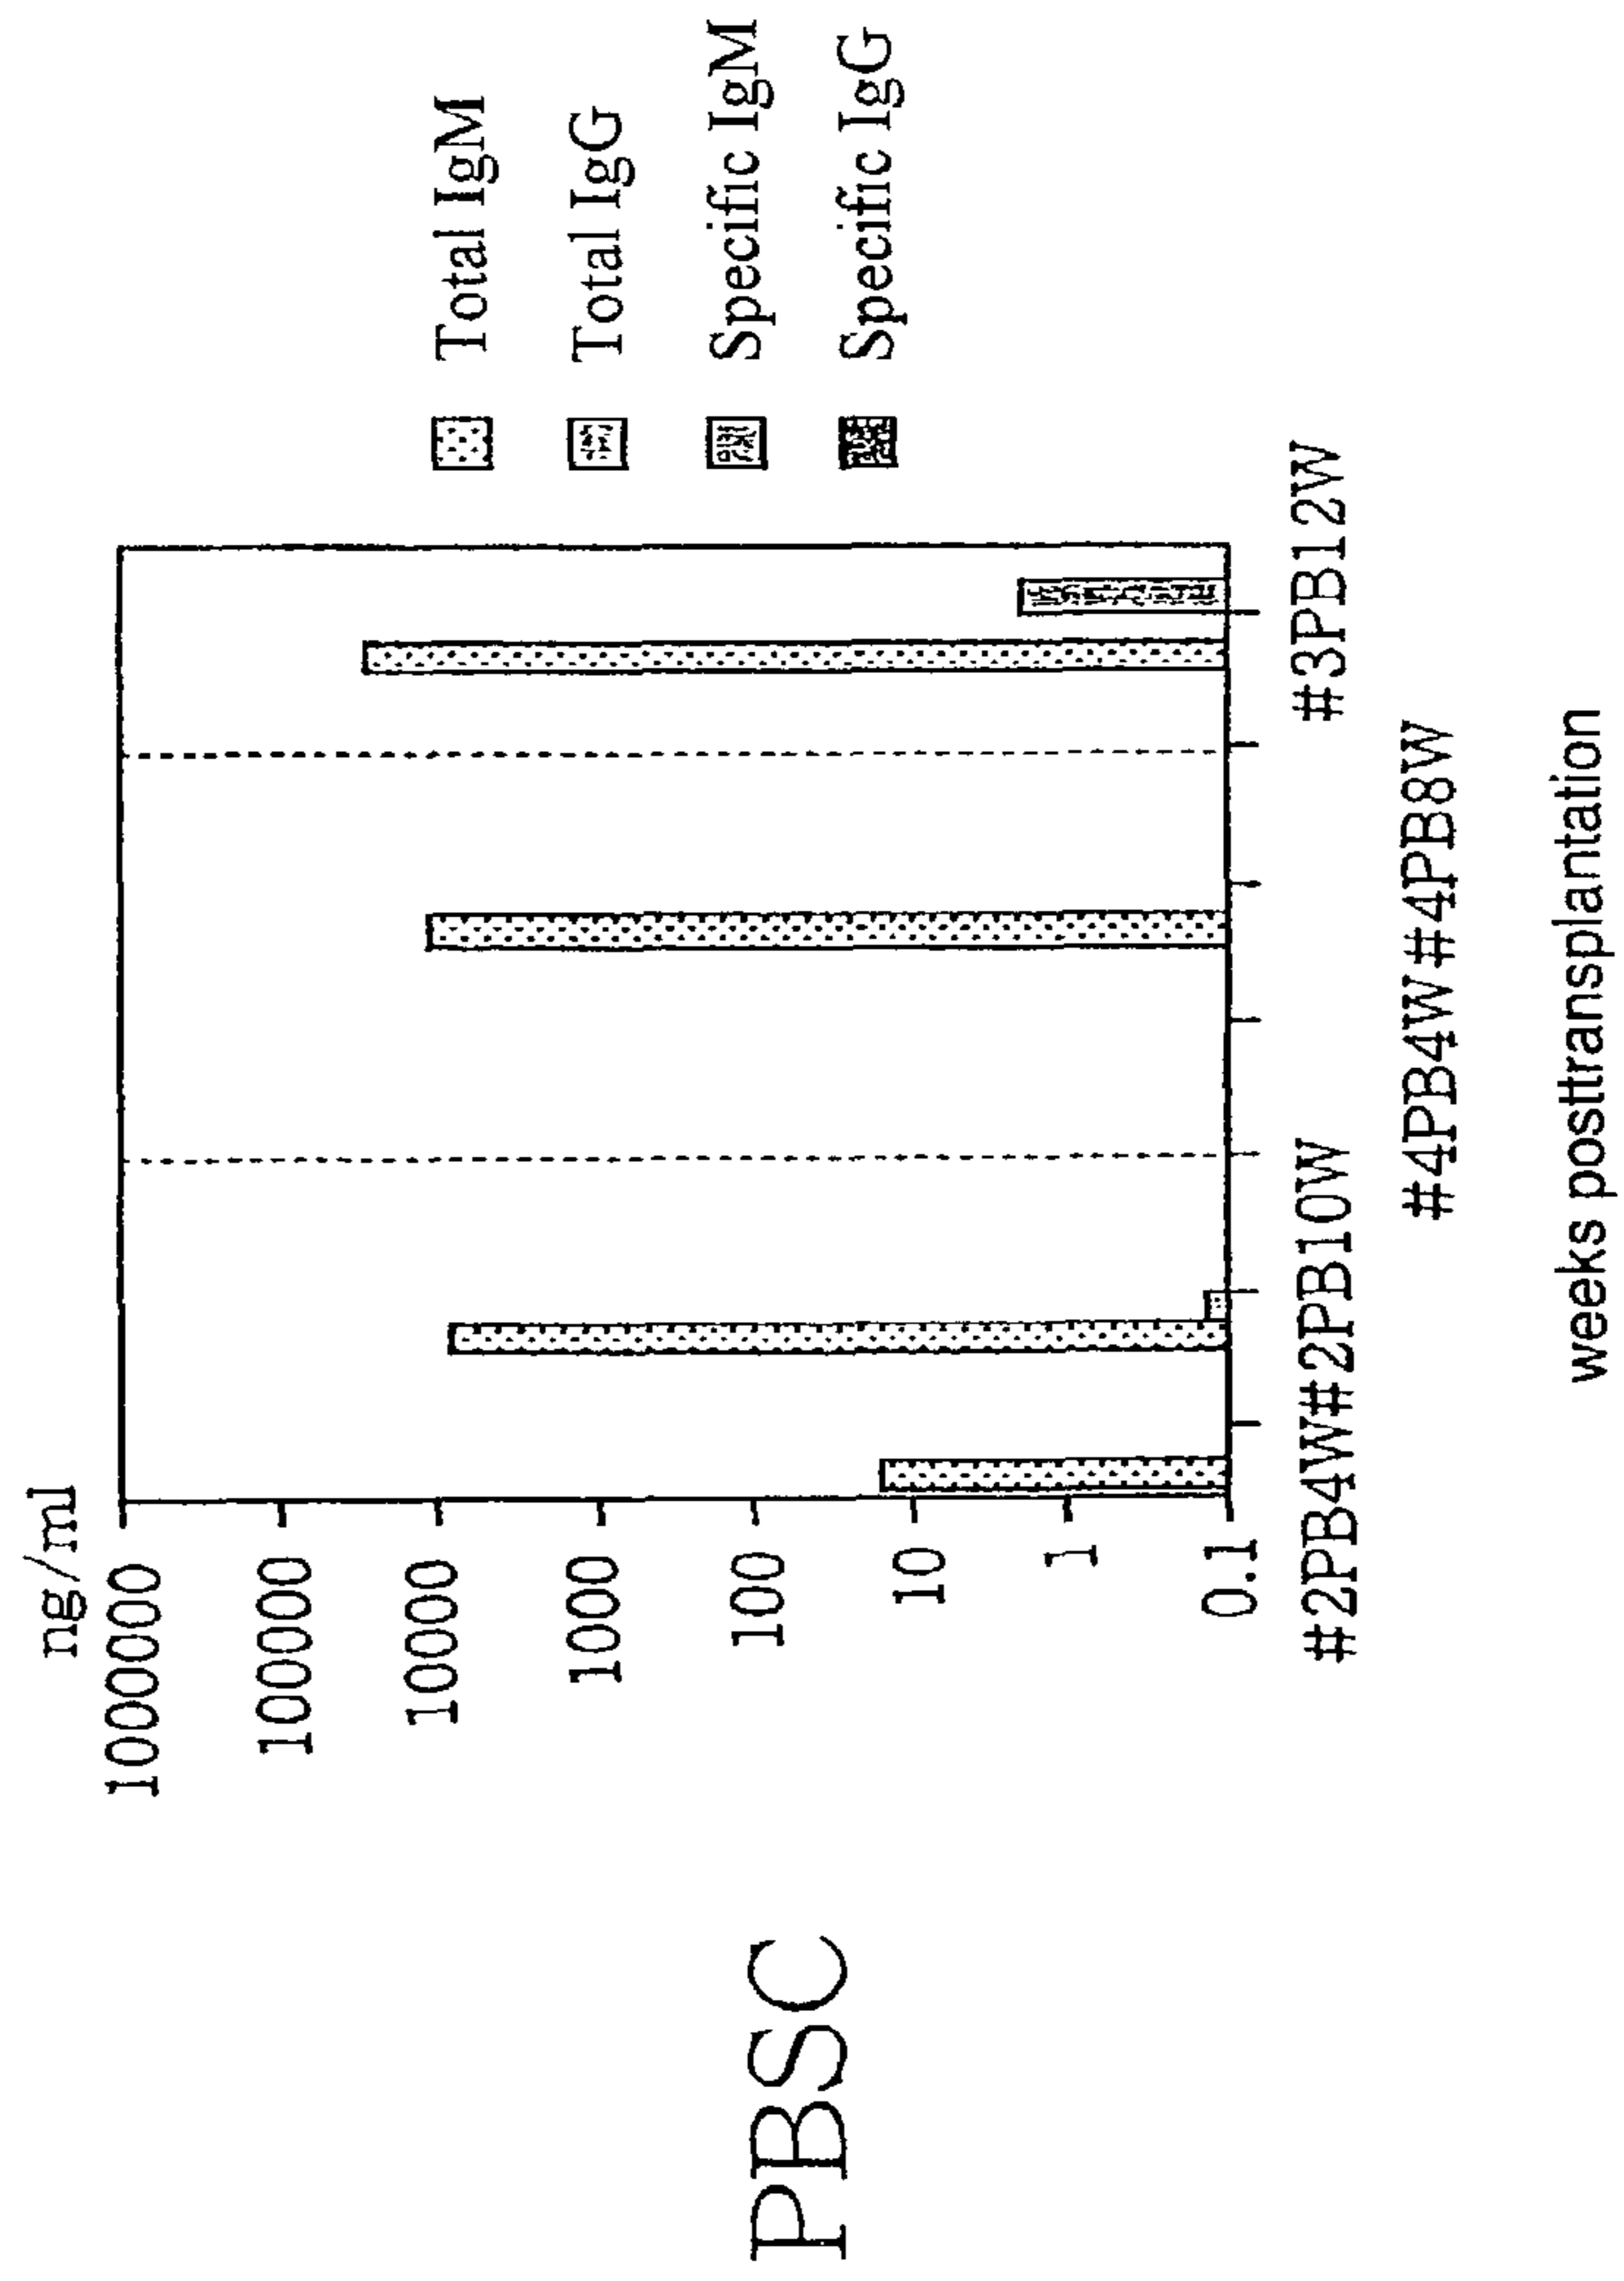 PBSC
ng/ml
1000000
100000
10000
1000
100
10
1
0.1
#2PB4W#2PB10W
#3PB12W
#4PB4W#4PB8W
weeks posttransplantation
Total IgM
Total IgG
Specific IgM
Specific IgG